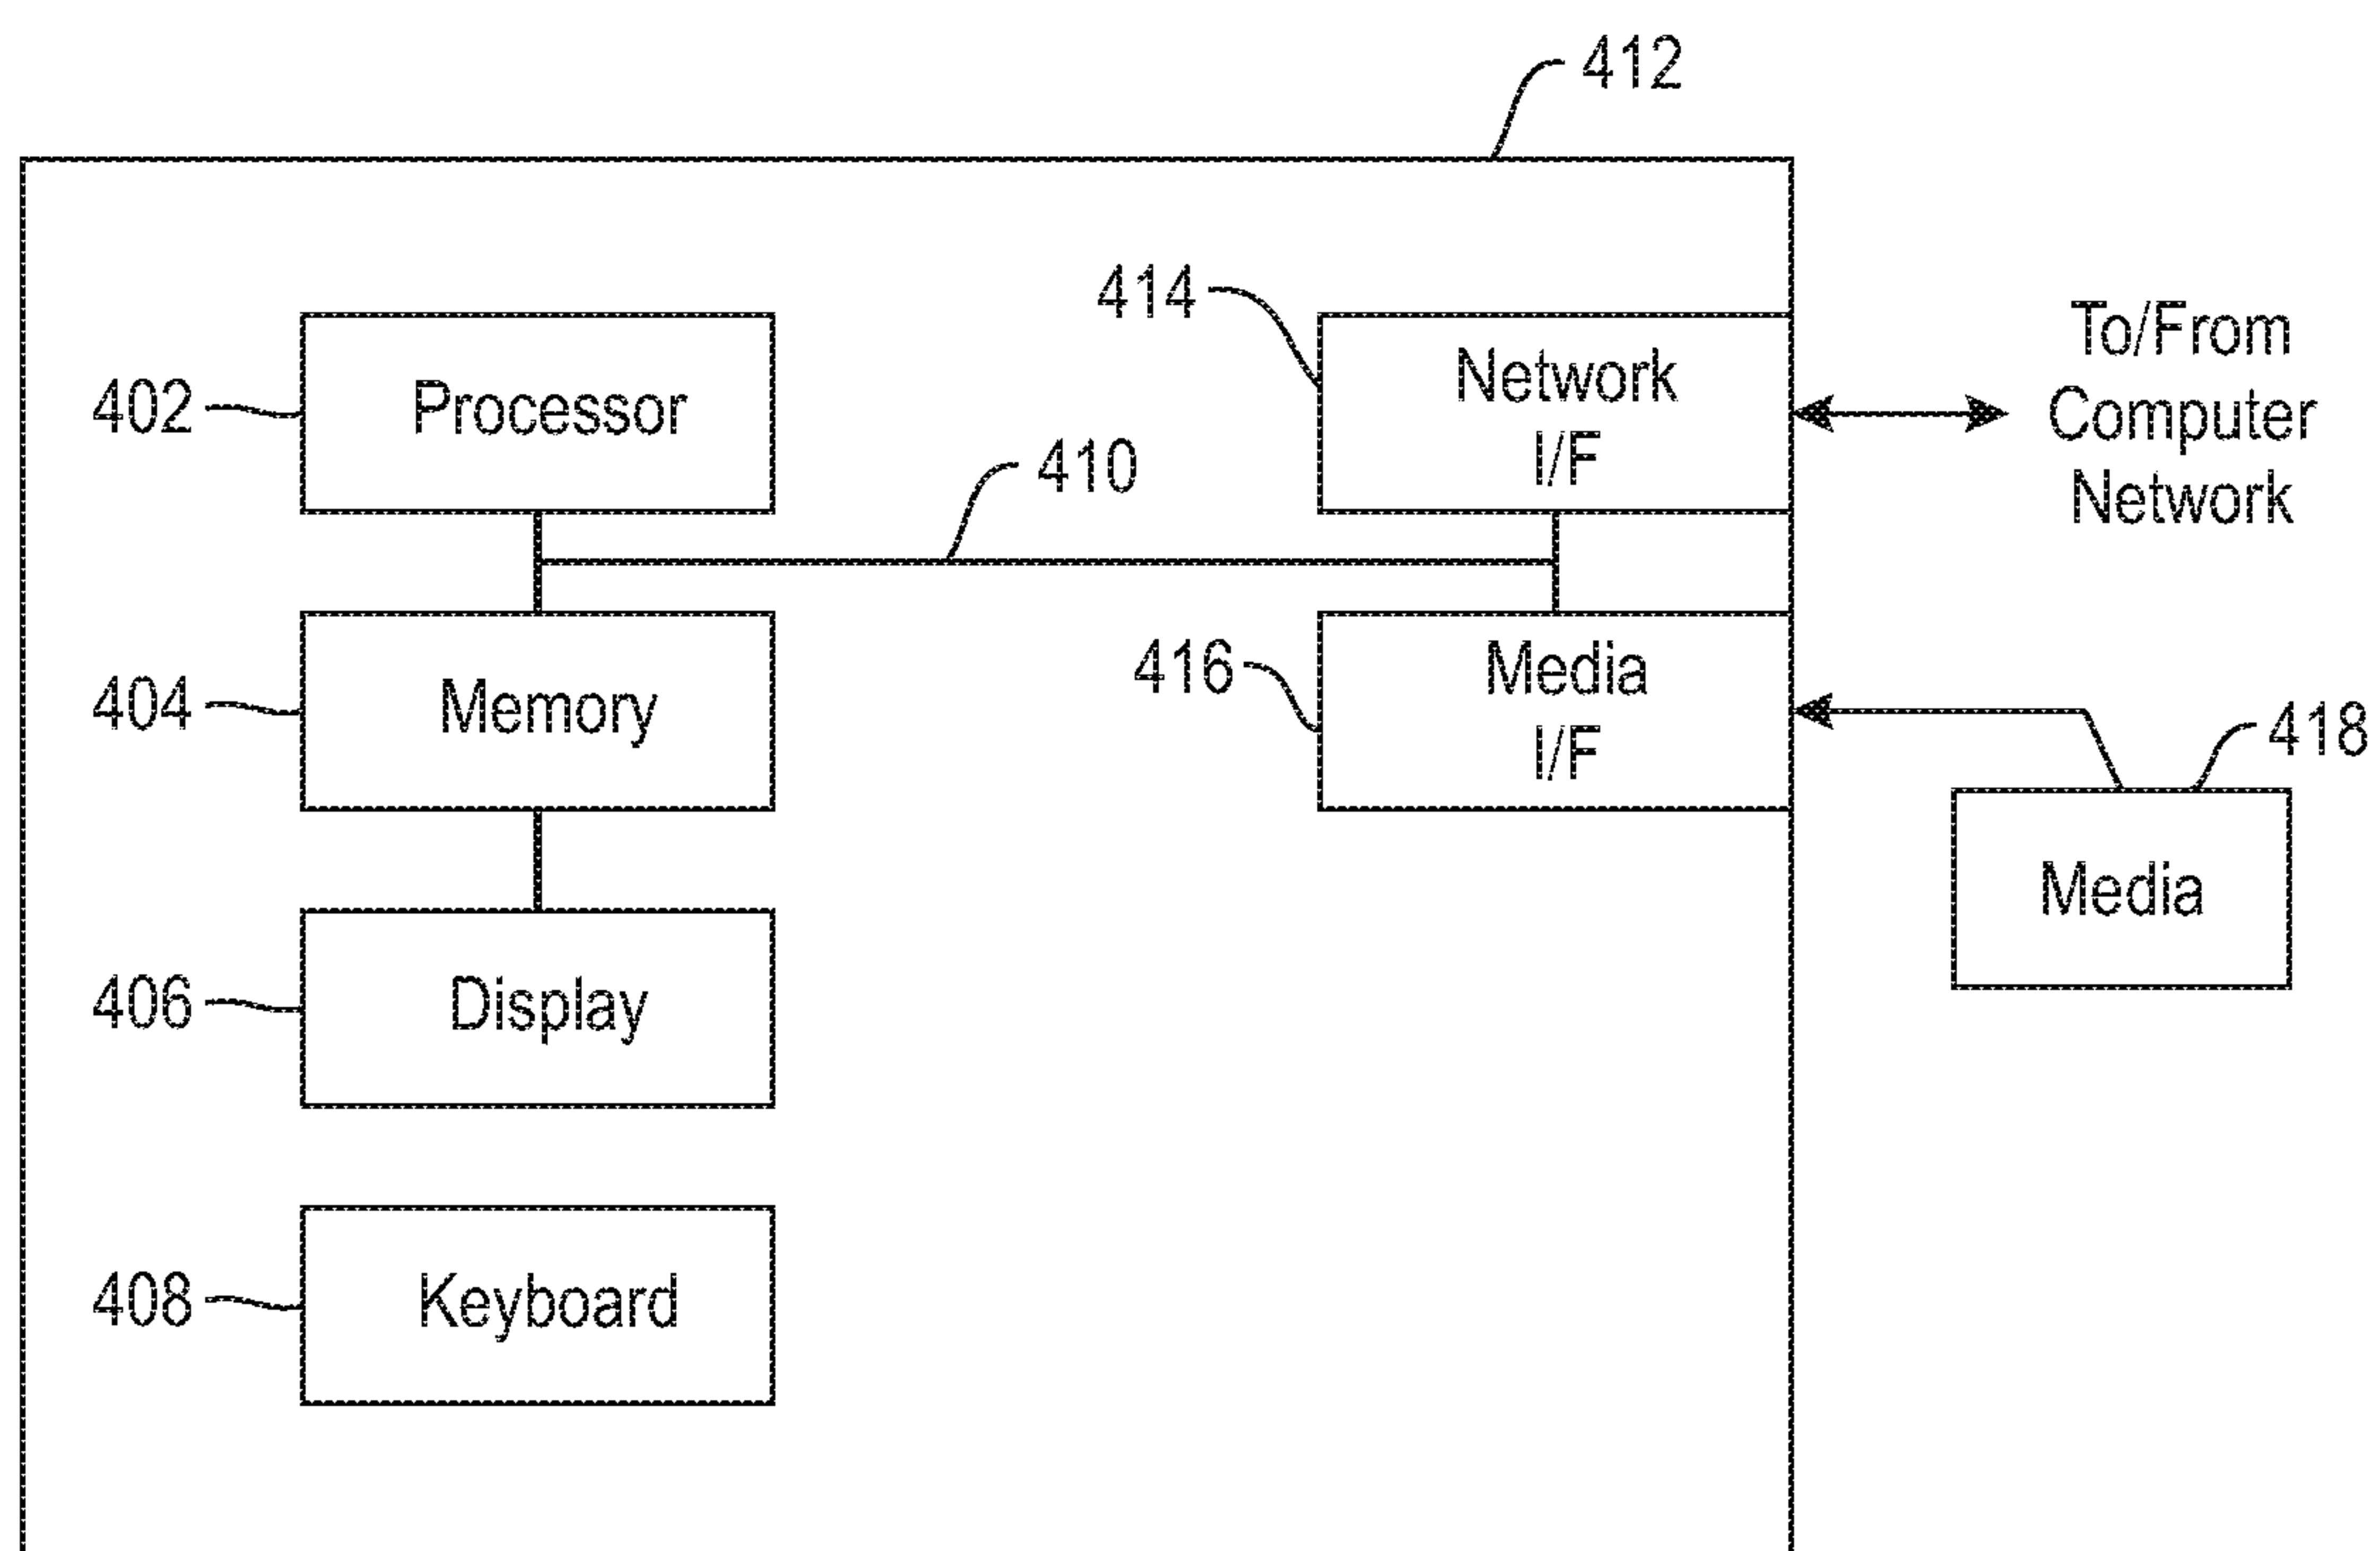 412
414
Network
I/F
To/From
Computer
Network
402
Processor
410
404
Memory
416
Media
I/F
418
Media
406
Display
408
Keyboard